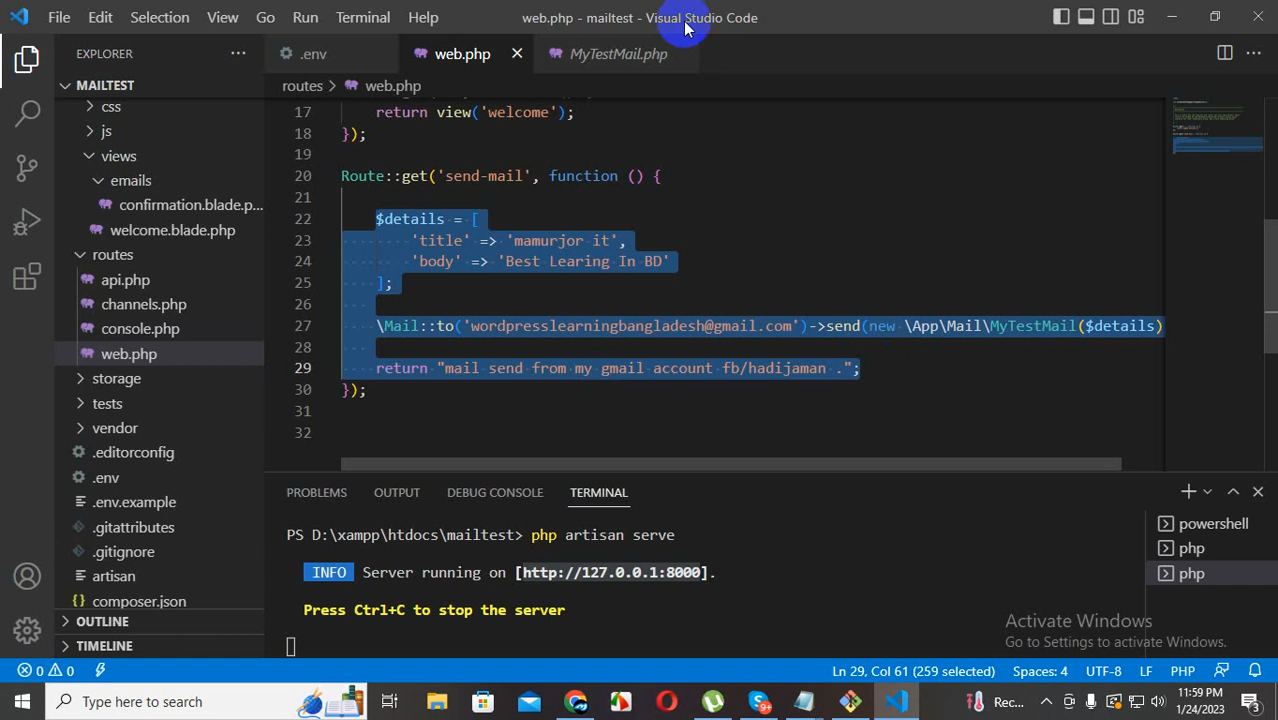 File Edit Selection View Go Run Terminal Help
web.php - mailtest - Visual Studio Code
EXPLORER
.env
web.php
MyTestMail.php
routes > web.php
MAILTEST
css
js
views
emails
confirmation.blade.p...
welcome.blade.php
routes
api.php
channels.php
console.php
web.php
storage
tests
vendor
.editorconfig
.env
.env.example
.gitattributes
.gitignore
artisan
composer.json
OUTLINE
TIMELINE
17 return view('welcome');
18 });
19
20 Route::get('send-mail', function () {
21
22 $details = [
23 'title' => 'mamurjor it',
24 'body' => 'Best Learing In BD'
25 ];
26
27 \Mail::to('wordpresslearningbangladesh@gmail.com')->send(new \App\Mail\MyTestMail($details)
28
29 return "mail send from my gmail account fb/hadijaman .";
30 });
31
32
PROBLEMS OUTPUT DEBUG CONSOLE TERMINAL
PS D:\xampp\htdocs\mailtest> php artisan serve
INFO Server running on [http://127.0.0.1:8000].
Press Ctrl+C to stop the server
powershell
php
php
Activate Windows
Go to Settings to activate Windows.
0 0
Ln 29, Col 61 (259 selected) Spaces: 4 UTF-8 LF PHP
Type here to search
Rec...
11:59 PM
1/24/2023
3